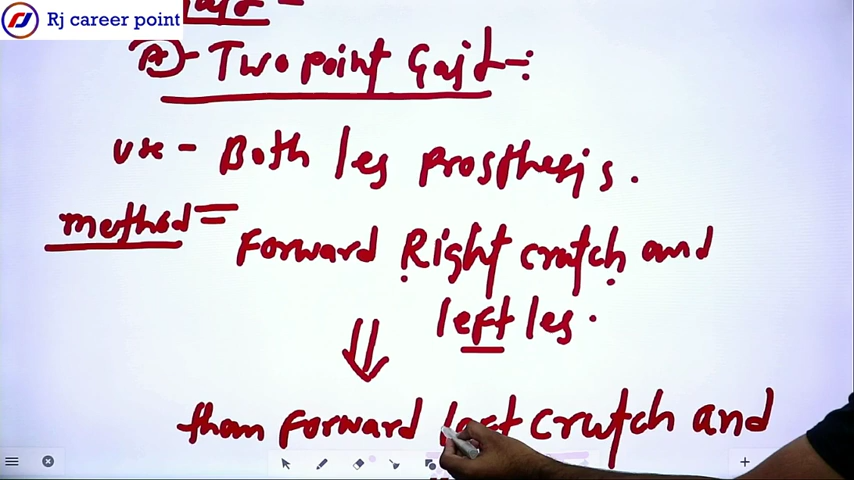 Rj career point
A - Two point Gait -:
use - Both leg prosthesis.
method = Forward Right crutch and
left leg.
⇓
than forward left crutch and